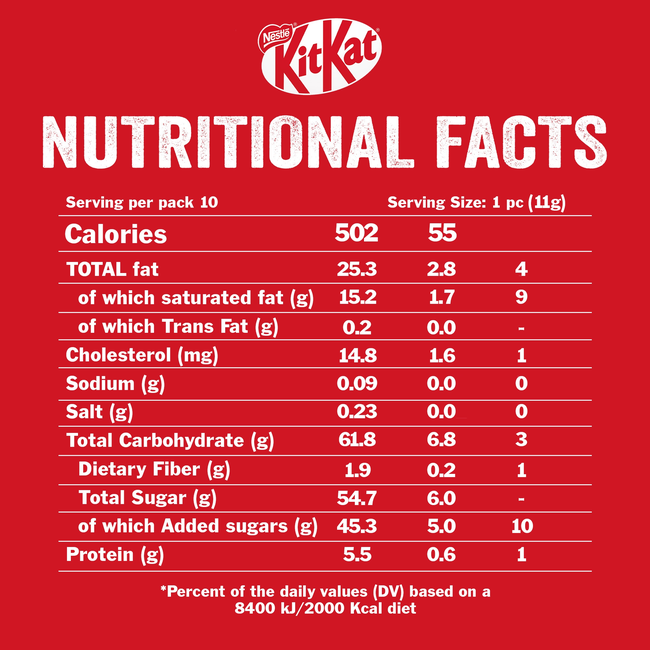 Nestlé
KitKat
NUTRITIONAL FACTS
Serving per pack 10 Serving Size: 1 pc (11g)
Calories 502 55
TOTAL fat 25.3 2.8 4
of which saturated fat (g) 15.2 1.7 9
of which Trans Fat (g) 0.2 0.0 -
Cholesterol (mg) 14.8 1.6 1
Sodium (g) 0.09 0.0 0
Salt (g) 0.23 0.0 0
Total Carbohydrate (g) 61.8 6.8 3
Dietary Fiber (g) 1.9 0.2 1
Total Sugar (g) 54.7 6.0 -
of which Added sugars (g) 45.3 5.0 10
Protein (g) 5.5 0.6 1
*Percent of the daily values (DV) based on a
8400 kJ/2000 Kcal diet